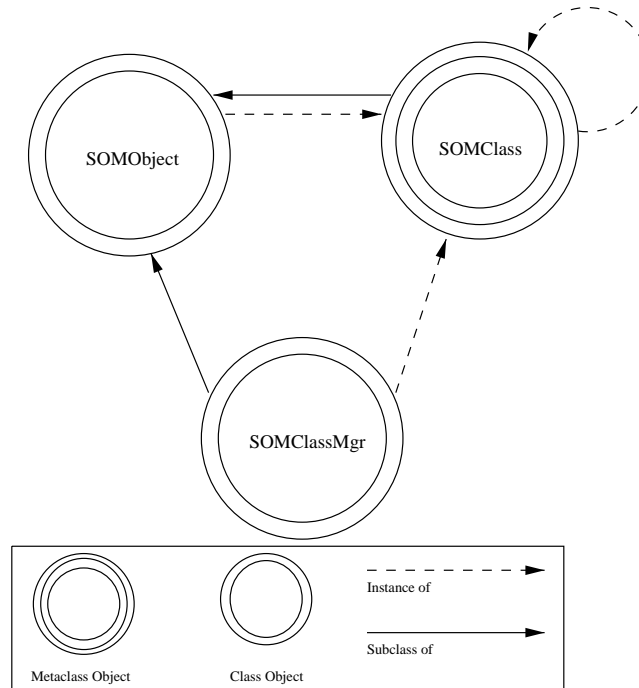 SOMObject
SOMClass
SOMClassMgr
Instance of
Subclass of
Metaclass Object
Class Object